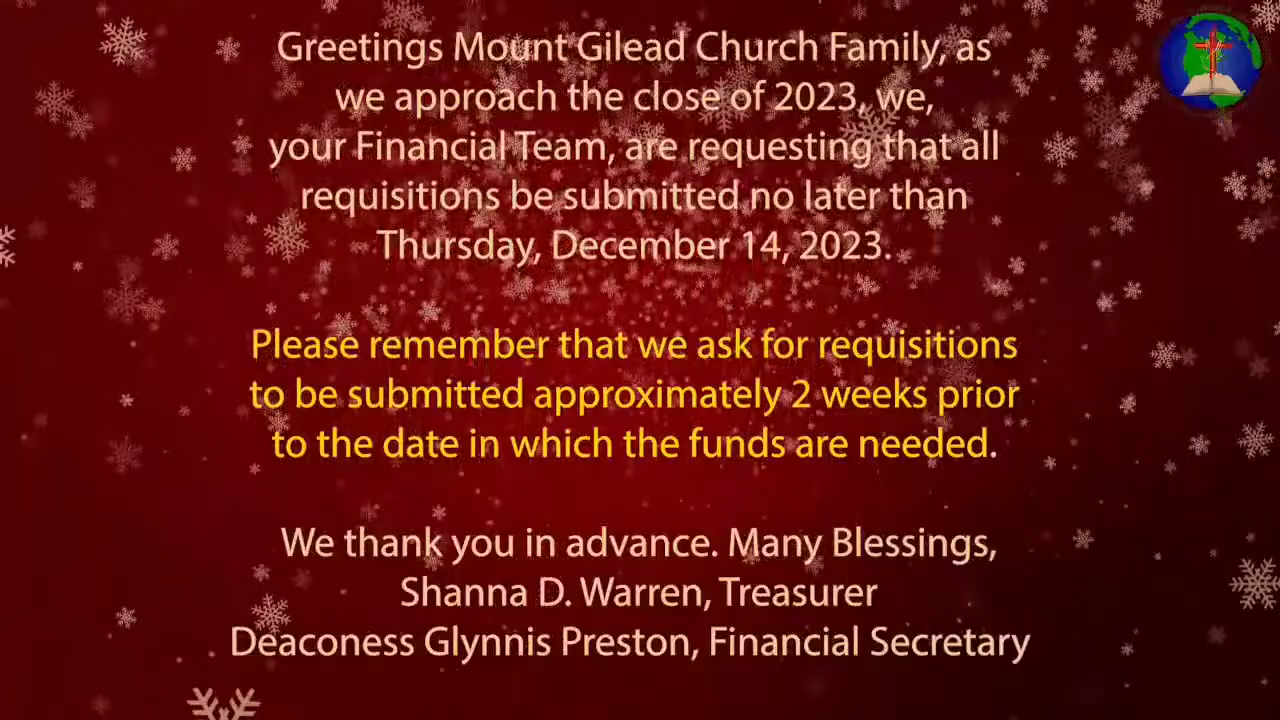 Greetings Mount Gilead Church Family, as
we approach the close of 2023, we,
your Financial Team, are requesting that all
requisitions be submitted no later than
Thursday, December 14, 2023.
Please remember that we ask for requisitions
to be submitted approximately 2 weeks prior
to the date in which the funds are needed.
We thank you in advance. Many Blessings,
Shanna D. Warren, Treasurer
Deaconess Glynnis Preston, Financial Secretary